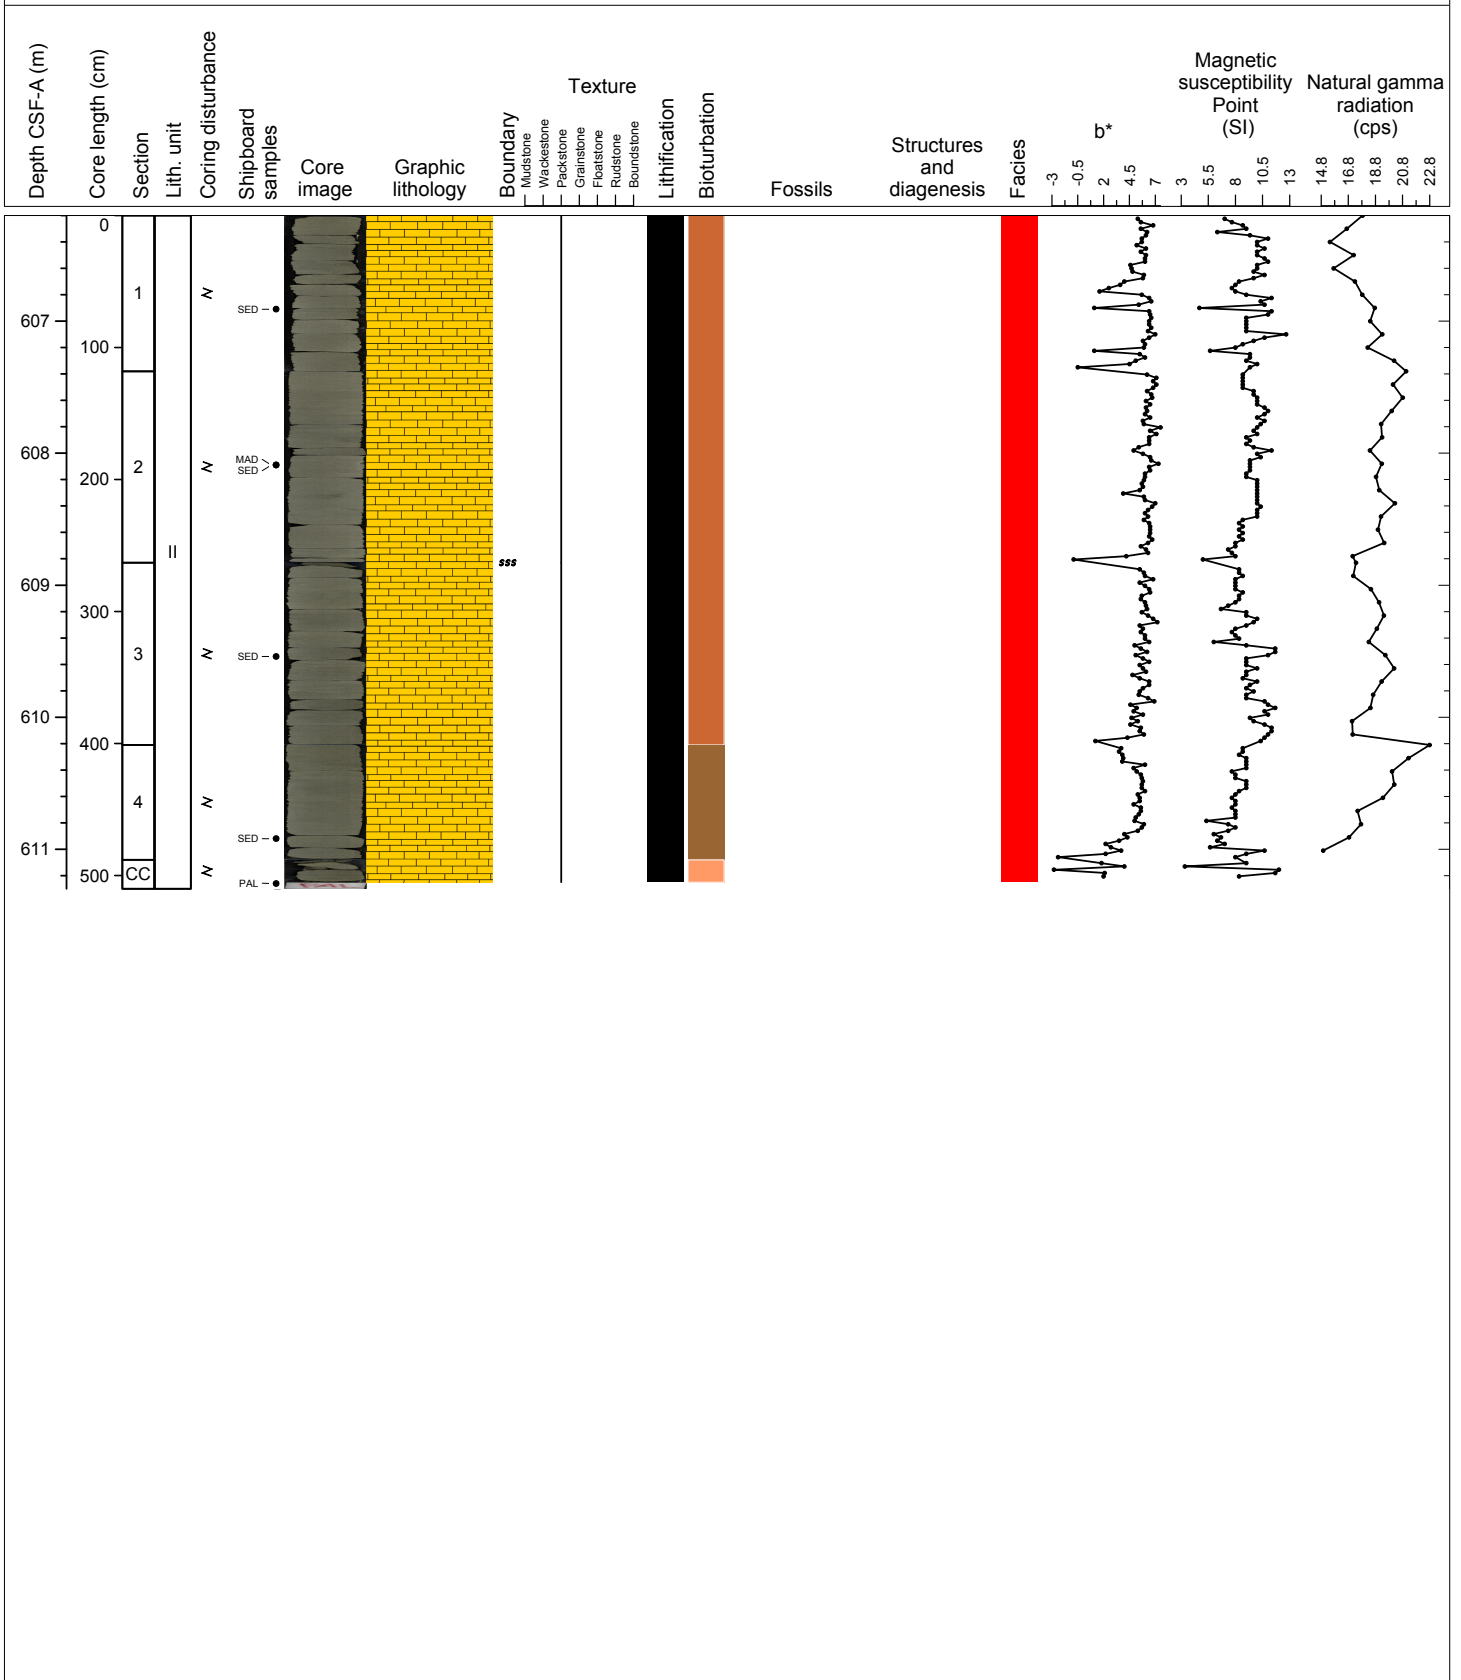 Depth CSF-A (m)
Core length (cm)
Section
Lith. unit
Coring disturbance
Shipboard
samples
Core
image
Graphic
lithology
Boundary
Texture
Mudstone
Wackestone
Packstone
Grainstone
Floatstone
Rudstone
Boundstone
Lithification
Bioturbation
Fossils
Structures
and
diagenesis
Facies
b*
-3
-0.5
2
4.5
7
Magnetic
susceptibility
Point
(SI)
3
5.5
8
10.5
13
Natural gamma
radiation
(cps)
14.8
16.8
18.8
20.8
22.8
0
1
SED
607
100
608
MAD
SED
2
200
II
sss
609
300
3
SED
610
400
4
SED
611
500
CC
PAL